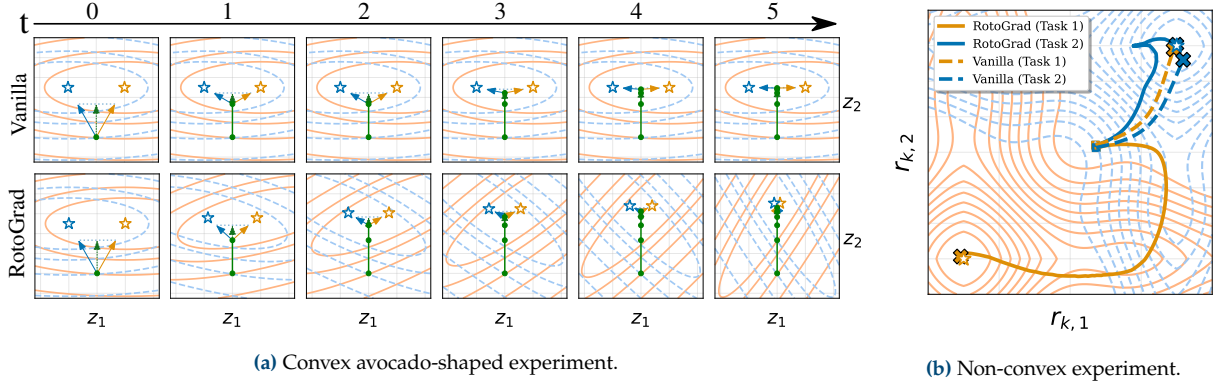 t 0 1 2 3 4 5
Vanilla
z2
RotoGrad
z2
z1 z1 z1 z1 z1 z1
(a) Convex avocado-shaped experiment.
RotoGrad (Task 1)
RotoGrad (Task 2)
Vanilla (Task 1)
Vanilla (Task 2)
rk, 2
rk, 1
(b) Non-convex experiment.